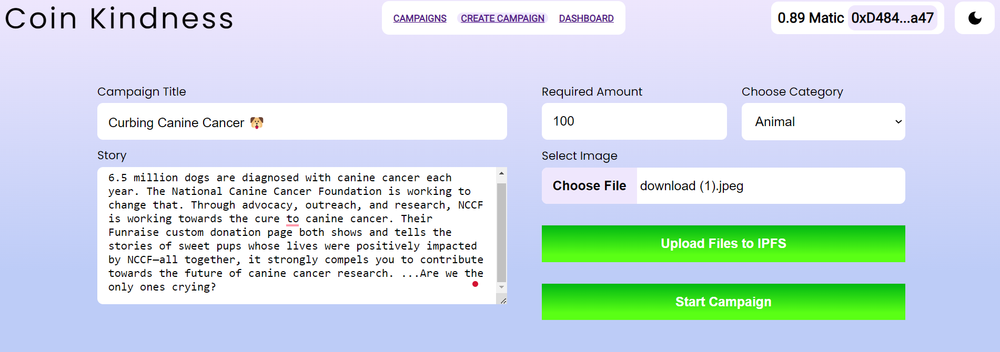 Coin Kindness
CAMPAIGNS CREATE CAMPAIGN DASHBOARD
0.89 Matic 0xD484...a47
Campaign Title
Curbing Canine Cancer 🐶
Story
6.5 million dogs are diagnosed with canine cancer each
year. The National Canine Cancer Foundation is working to
change that. Through advocacy, outreach, and research, NCCF
is working towards the cure to canine cancer. Their
Funraise custom donation page both shows and tells the
stories of sweet pups whose lives were positively impacted
by NCCF—all together, it strongly compels you to contribute
towards the future of canine cancer research. ...Are we the
only ones crying?
Required Amount
100
Choose Category
Animal
Select Image
Choose File download (1).jpeg
Upload Files to IPFS
Start Campaign